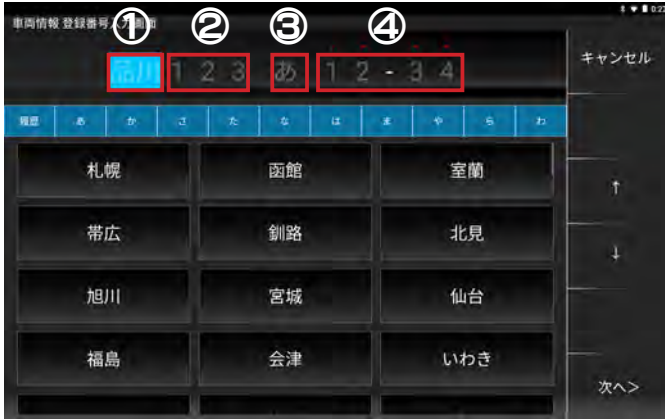 車両情報 登録番号入力画面
① ② ③ ④
品川 1 2 3 あ 1 2 - 3 4
キャンセル
履歴 あ か さ た な は ま や ら わ
札幌 函館 室蘭
↑
帯広 釧路 北見
↓
旭川 宮城 仙台
福島 会津 いわき
次へ>